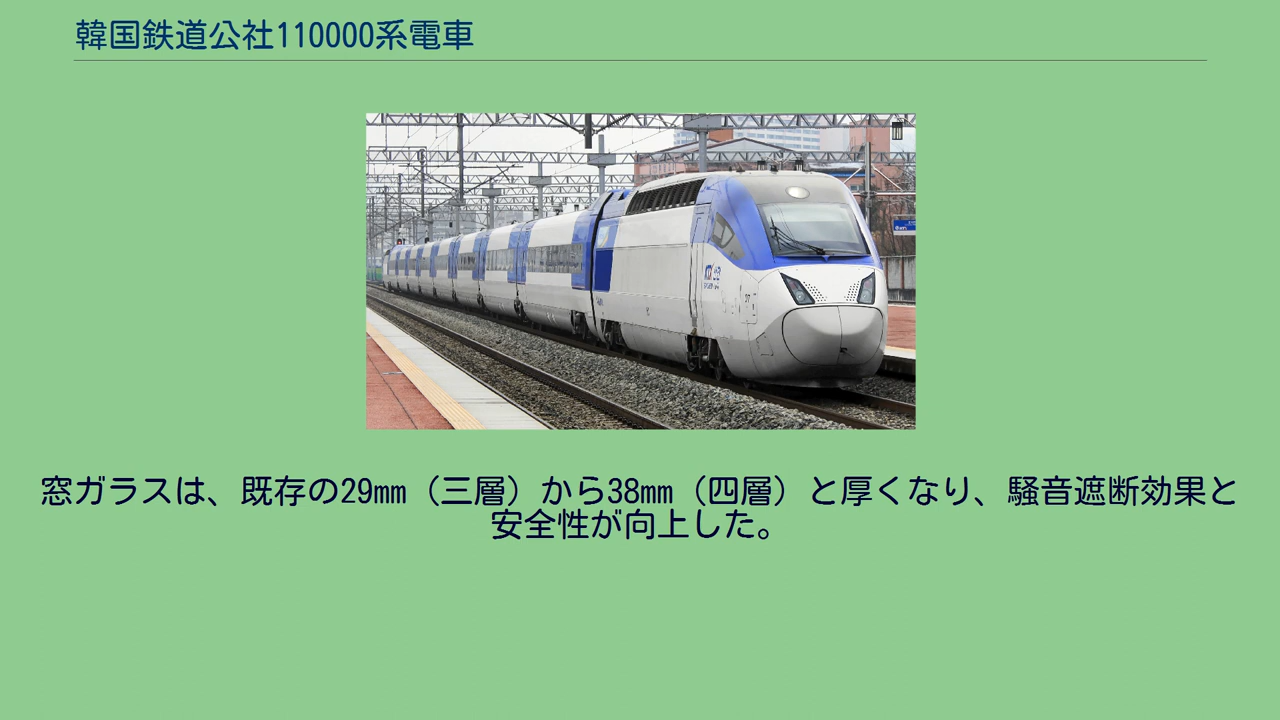 韓国鉄道公社110000系電車
窓ガラスは、既存の29mm（三層）から38mm（四層）と厚くなり、騒音遮断効果と
安全性が向上した。